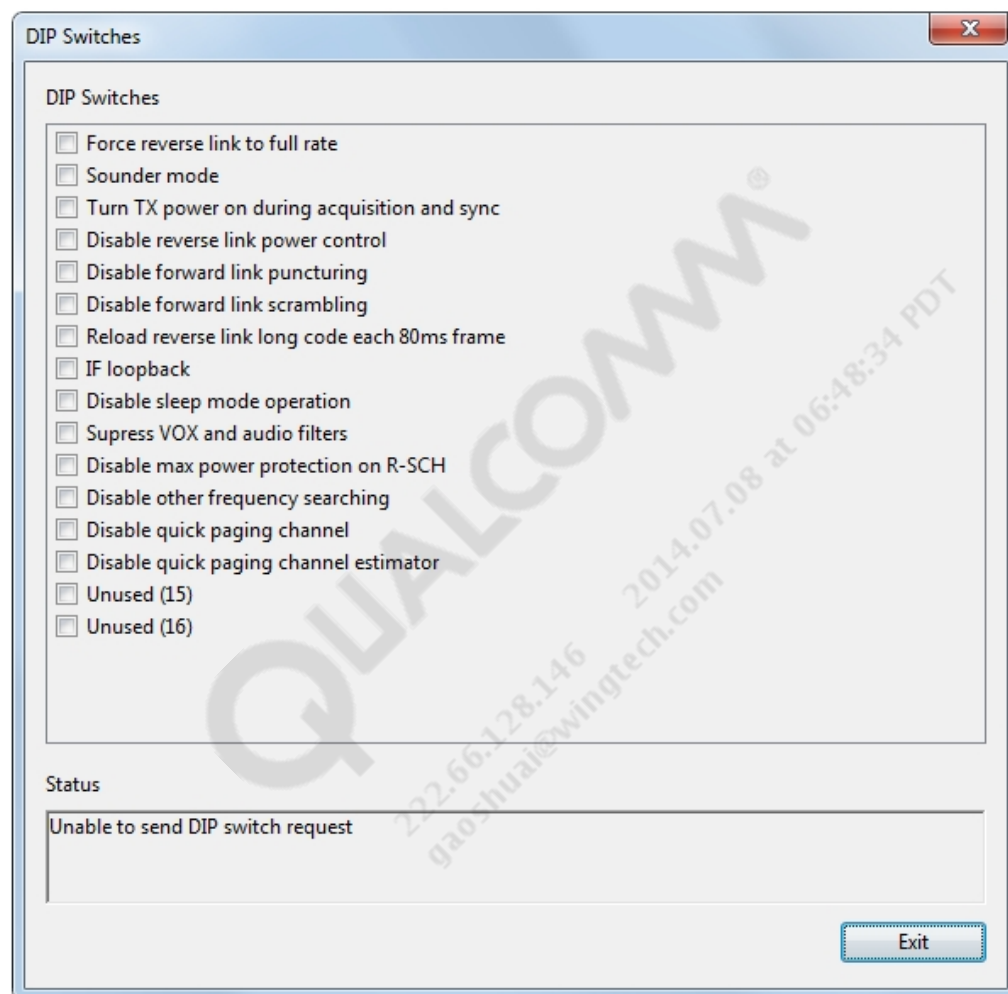 DIP Switches
DIP Switches
Force reverse link to full rate
Sounder mode
Turn TX power on during acquisition and sync
Disable reverse link power control
Disable forward link puncturing
Disable forward link scrambling
Reload reverse link long code each 80ms frame
IF loopback
Disable sleep mode operation
Supress VOX and audio filters
Disable max power protection on R-SCH
Disable other frequency searching
Disable quick paging channel
Disable quick paging channel estimator
Unused (15)
Unused (16)
QUALCOMM®
222.66.128.146 2014.07.08 at 06:48:34 PDT
gaoshuai@wingtech.com
Status
Unable to send DIP switch request
Exit